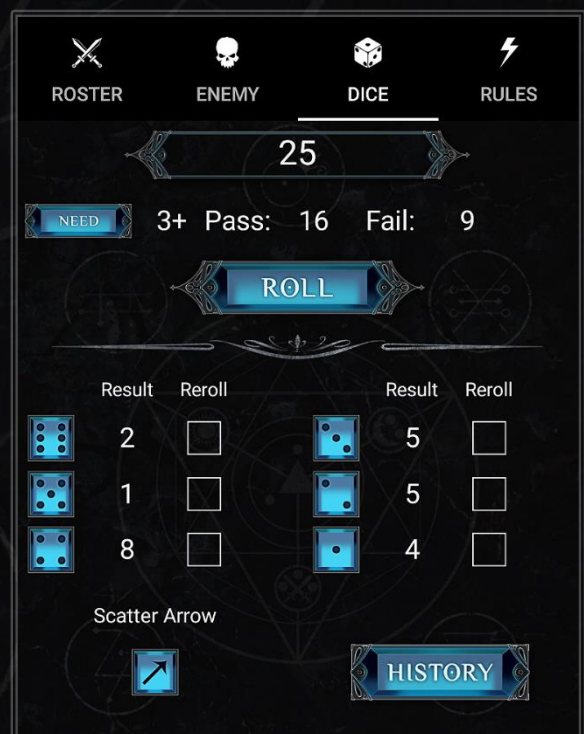 ROSTER ENEMY DICE RULES
25
NEED 3+ Pass: 16 Fail: 9
ROLL
Result Reroll Result Reroll
2 5
1 5
8 4
Scatter Arrow
HISTORY